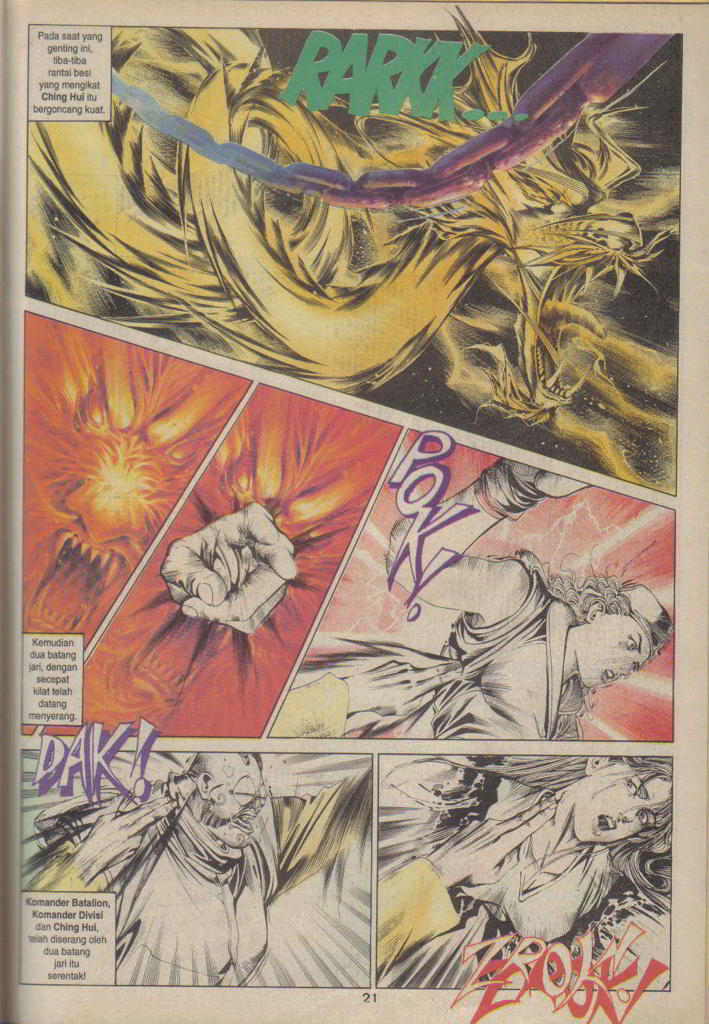 Pada saat yang
genting ini,
tiba-tiba
rantai besi
yang mengikat
Ching Hui itu
bergoncang kuat.
RARKK...
POK!
Kemudian
dua batang
jari, dengan
secepat
kilat telah
datang
menyerang.
DAK!
Komander Batalion,
Komander Divisi
dan Ching Hui,
telah diserang oleh
dua batang
jari itu
serentak!
21